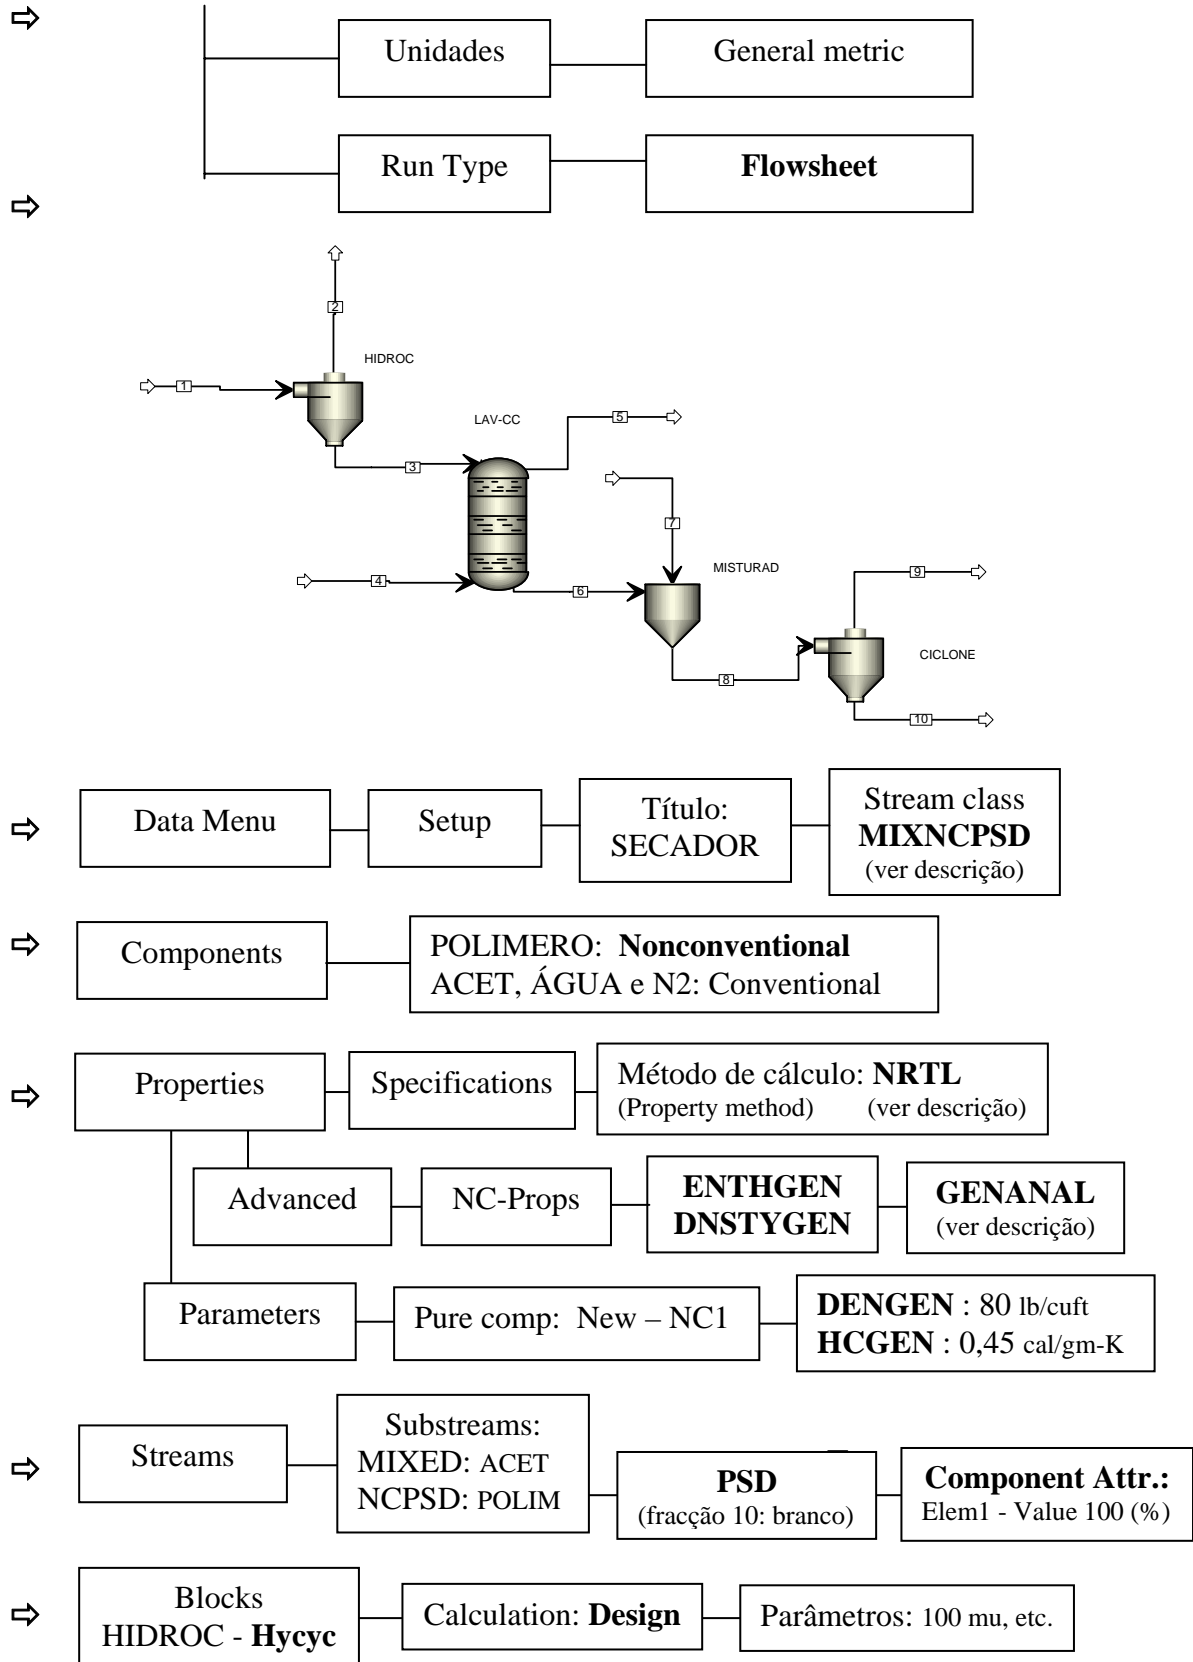 Unidades
General metric
Run Type
Flowsheet
2
HIDROC
1
LAV-CC
5
3
7
MISTURAD
4
6
9
CICLONE
8
10
Data Menu
Setup
Título:
SECADOR
Stream class
MIXNCPSD
(ver descrição)
Components
POLIMERO: Nonconventional
ACET, ÁGUA e N2: Conventional
Properties
Specifications
Método de cálculo: NRTL
(Property method) (ver descrição)
Advanced
NC-Props
ENTHGEN
DNSTYGEN
GENANAL
(ver descrição)
Parameters
Pure comp: New – NC1
DENGEN : 80 lb/cuft
HCGEN : 0,45 cal/gm-K
Streams
Substreams:
MIXED: ACET
NCPSD: POLIM
PSD
(fracção 10: branco)
Component Attr.:
Elem1 - Value 100 (%)
Blocks
HIDROC - Hycyc
Calculation: Design
Parâmetros: 100 mu, etc.